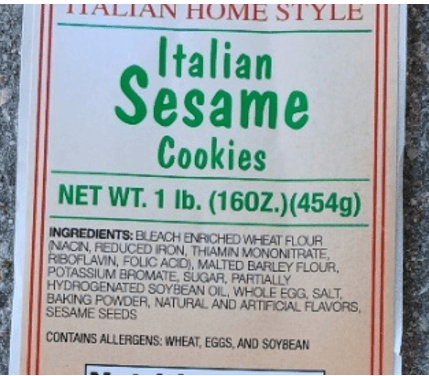 ITALIAN HOME STYLE
Italian
Sesame
Cookies
NET WT. 1 lb. (16OZ.)(454g)
INGREDIENTS: BLEACH ENRICHED WHEAT FLOUR
(NIACIN, REDUCED IRON, THIAMIN MONONITRATE,
RIBOFLAVIN, FOLIC ACID), MALTED BARLEY FLOUR,
POTASSIUM BROMATE, SUGAR, PARTIALLY
HYDROGENATED SOYBEAN OIL, WHOLE EGG, SALT,
BAKING POWDER, NATURAL AND ARTIFICIAL FLAVORS,
SESAME SEEDS
CONTAINS ALLERGENS: WHEAT, EGGS, AND SOYBEAN